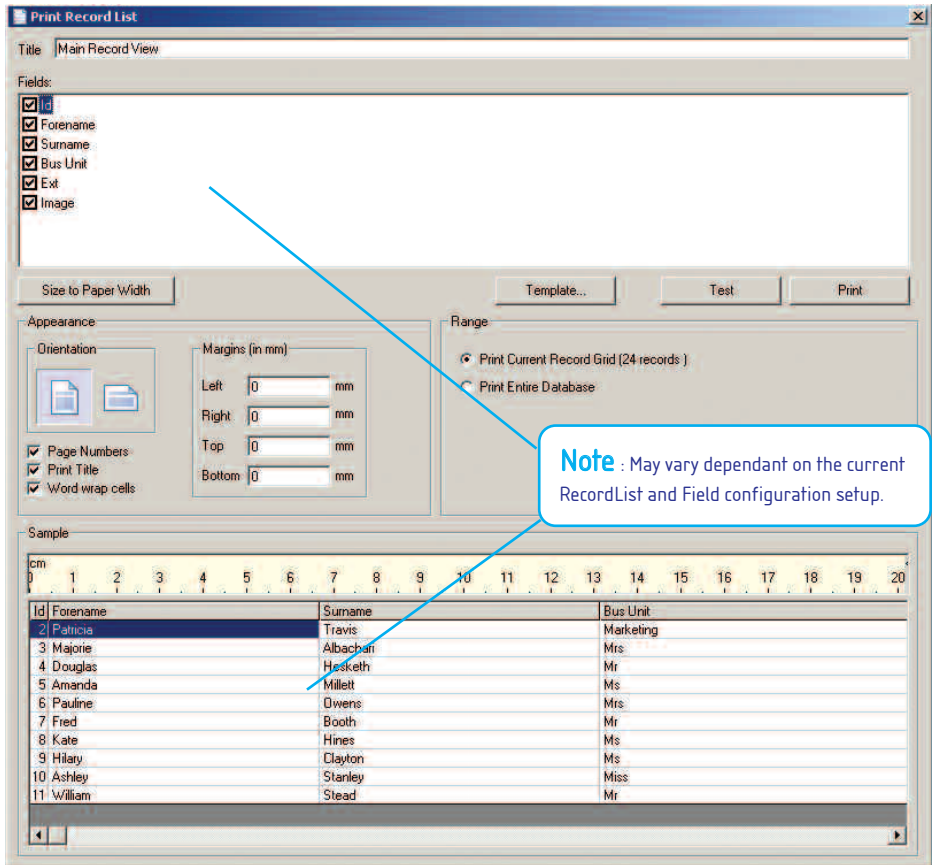 Print Record List
Title Main Record View
Fields:
Id
Forename
Surname
Bus Unit
Ext
Image
Size to Paper Width Template... Test Print
Appearance
Orientation
Page Numbers
Print Title
Word wrap cells
Margins (in mm)
Left 0 mm
Right 0 mm
Top 0 mm
Bottom 0 mm
Range
Print Current Record Grid (24 records )
Print Entire Database
Note : May vary dependant on the current
RecordList and Field configuration setup.
Sample
cm
0 1 2 3 4 5 6 7 8 9 10 11 12 13 14 15 16 17 18 19 20
Id Forename Surname Bus Unit
2 Patricia Travis Marketing
3 Majorie Albachari Mrs
4 Douglas Hesketh Mr
5 Amanda Millett Ms
6 Pauline Owens Mrs
7 Fred Booth Mr
8 Kate Hines Ms
9 Hilary Clayton Ms
10 Ashley Stanley Miss
11 William Stead Mr